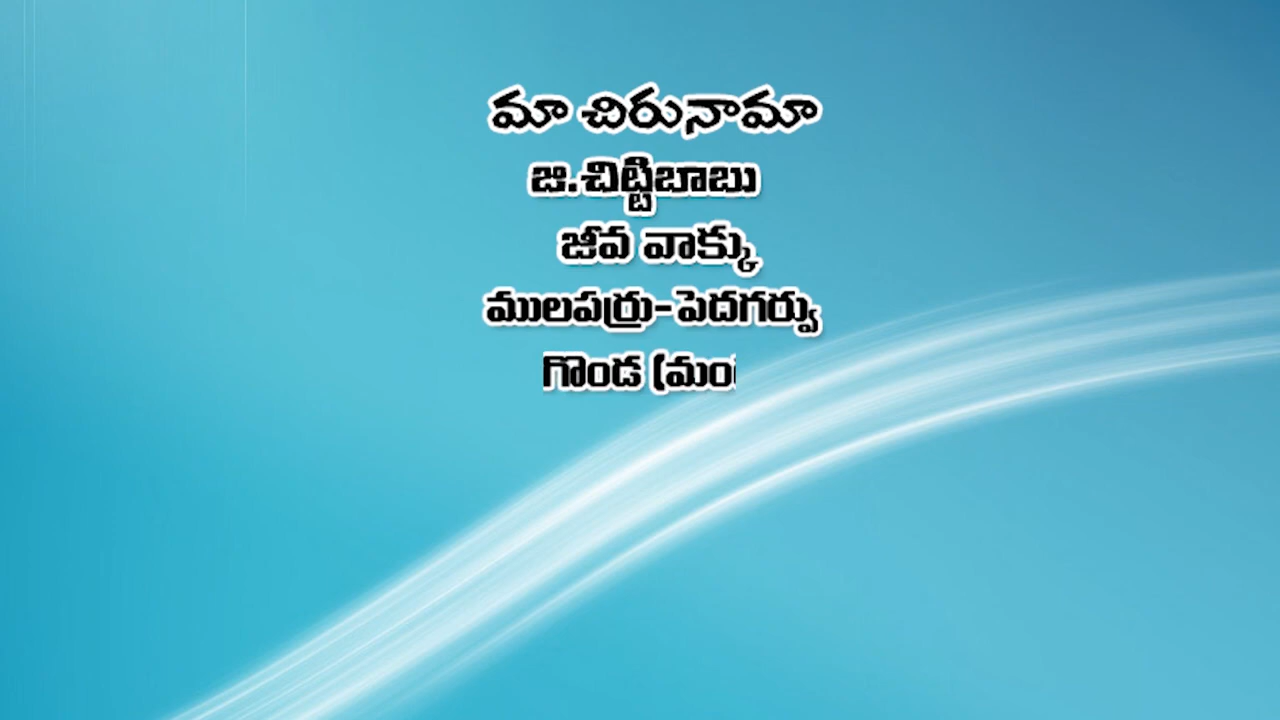 మా చిరునామా
జి.చిట్టిబాబు
జీవ వాక్కు
ములపర్రు-పెదగర్వు
గొండ